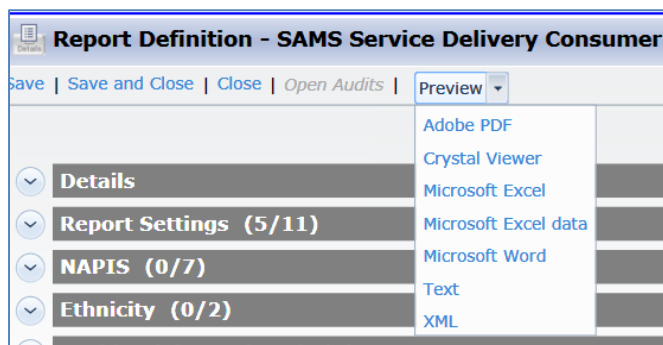 Details
Report Definition - SAMS Service Delivery Consumer
Save | Save and Close | Close | Open Audits | Preview
Adobe PDF
Crystal Viewer
Microsoft Excel
Microsoft Excel data
Microsoft Word
Text
XML
Details
Report Settings (5/11)
NAPIS (0/7)
Ethnicity (0/2)